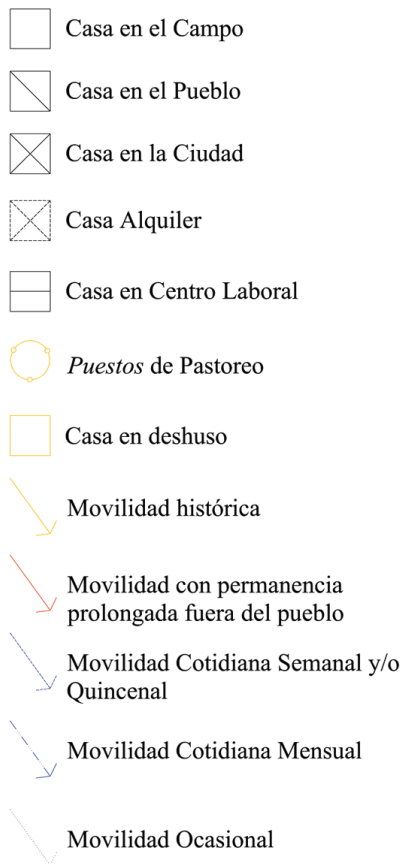 Casa en el Campo
Casa en el Pueblo
Casa en la Ciudad
Casa Alquiler
Casa en Centro Laboral
Puestos de Pastoreo
Casa en deshuso
Movilidad histórica
Movilidad con permanencia
prolongada fuera del pueblo
Movilidad Cotidiana Semanal y/o
Quincenal
Movilidad Cotidiana Mensual
Movilidad Ocasional